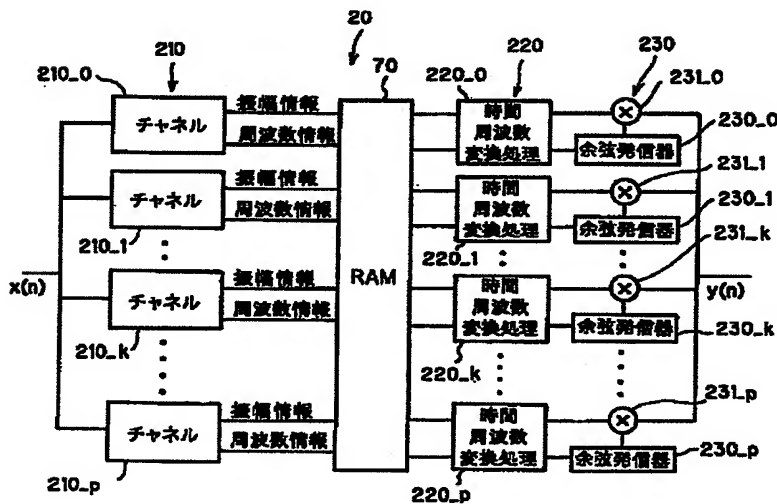 20
210
210_0
70
220_0
220
230
231_0
振幅情報
チャネル
周波数情報
時間
周波数
変換処理
余弦発信器
230_0
231_1
振幅情報
チャネル
周波数情報
時間
周波数
変換処理
余弦発信器
230_1
210_1
220_1
231_k
x(n)
振幅情報
チャネル
周波数情報
RAM
時間
周波数
変換処理
y(n)
余弦発信器
230_k
210_k
220_k
231_p
振幅情報
チャネル
周波数情報
時間
周波数
変換処理
余弦発信器
230_p
210_p
220_p